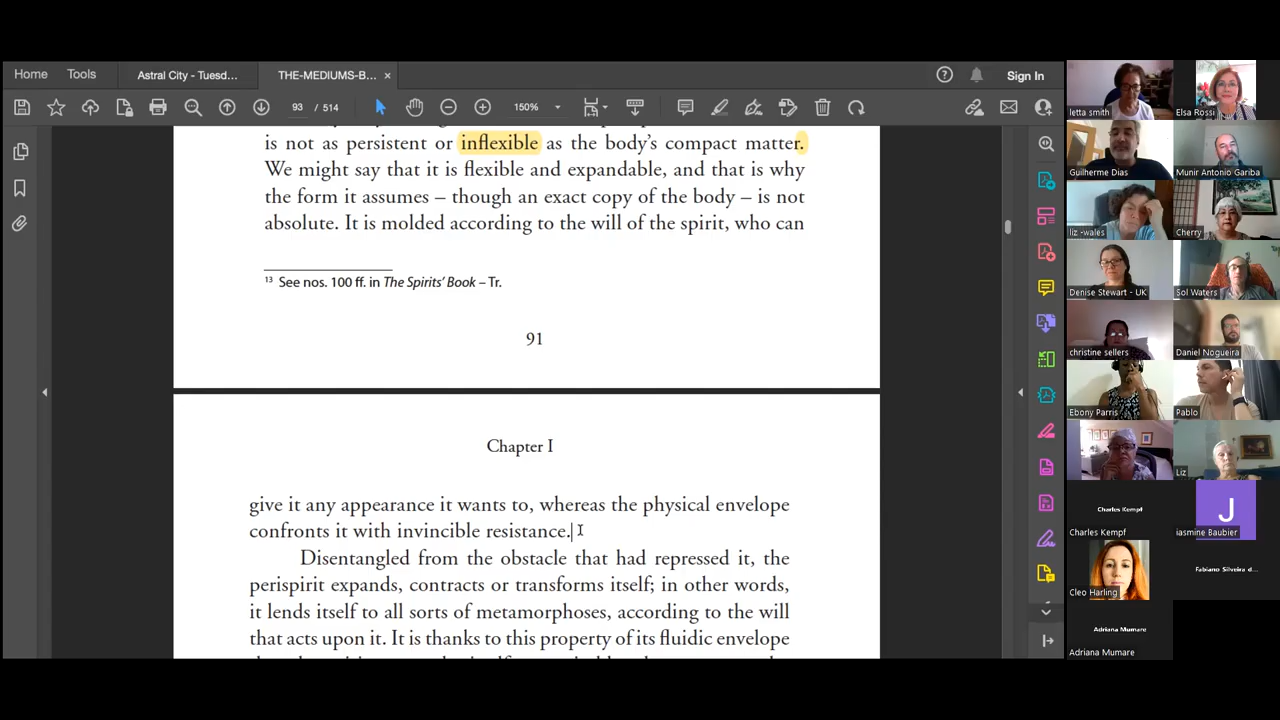 Home Tools Astral City - Tuesd... THE-MEDIUMS-B... × Sign In
93 / 514 150%
is not as persistent or inflexible as the body's compact matter.
We might say that it is flexible and expandable, and that is why
the form it assumes – though an exact copy of the body – is not
absolute. It is molded according to the will of the spirit, who can
13 See nos. 100 ff. in The Spirits' Book – Tr.
91
Chapter I
give it any appearance it wants to, whereas the physical envelope
confronts it with invincible resistance.
Disentangled from the obstacle that had repressed it, the
perispirit expands, contracts or transforms itself; in other words,
it lends itself to all sorts of metamorphoses, according to the will
that acts upon it. It is thanks to this property of its fluidic envelope
letta smith
Elsa Rossi
Guilherme Dias
Munir Antonio Gariba
liz -wales
Cherry
Denise Stewart - UK
Sol Waters
christine sellers
Daniel Nogueira
Ebony Parris
Pablo
Liz
Charles Kempf
Charles Kempf
J
iasmine Baubier
Cleo Harling
Fabiano Silveira d...
Adriana Mumare
Adriana Mumare